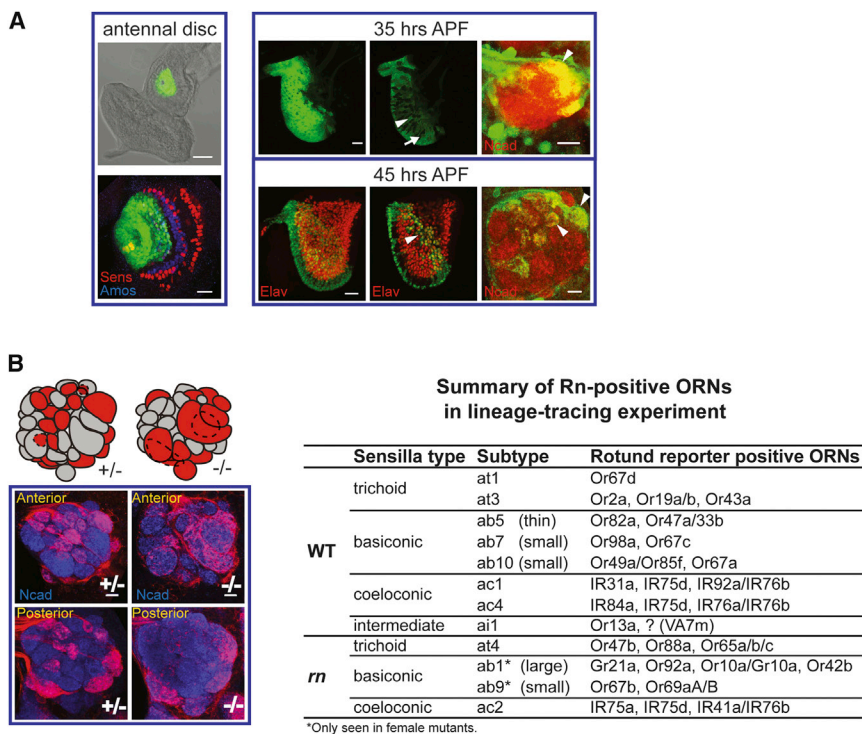 A
antennal disc
35 hrs APF
Ncad
45 hrs APF
Sens
Amos
Elav
Elav
Ncad
B
+/-
-/-
Anterior
Anterior
Ncad
+/-
-/-
Posterior
Posterior
+/-
-/-
Summary of Rn-positive ORNs
in lineage-tracing experiment
Sensilla type Subtype Rotund reporter positive ORNs
WT
trichoid at1 Or67d
at3 Or2a, Or19a/b, Or43a
basiconic ab5 (thin) Or82a, Or47a/33b
ab7 (small) Or98a, Or67c
ab10 (small) Or49a/Or85f, Or67a
coeloconic ac1 IR31a, IR75d, IR92a/IR76b
ac4 IR84a, IR75d, IR76a/IR76b
intermediate ai1 Or13a, ? (VA7m)
rn
trichoid at4 Or47b, Or88a, Or65a/b/c
basiconic ab1* (large) Gr21a, Or92a, Or10a/Gr10a, Or42b
ab9* (small) Or67b, Or69aA/B
coeloconic ac2 IR75a, IR75d, IR41a/IR76b
*Only seen in female mutants.